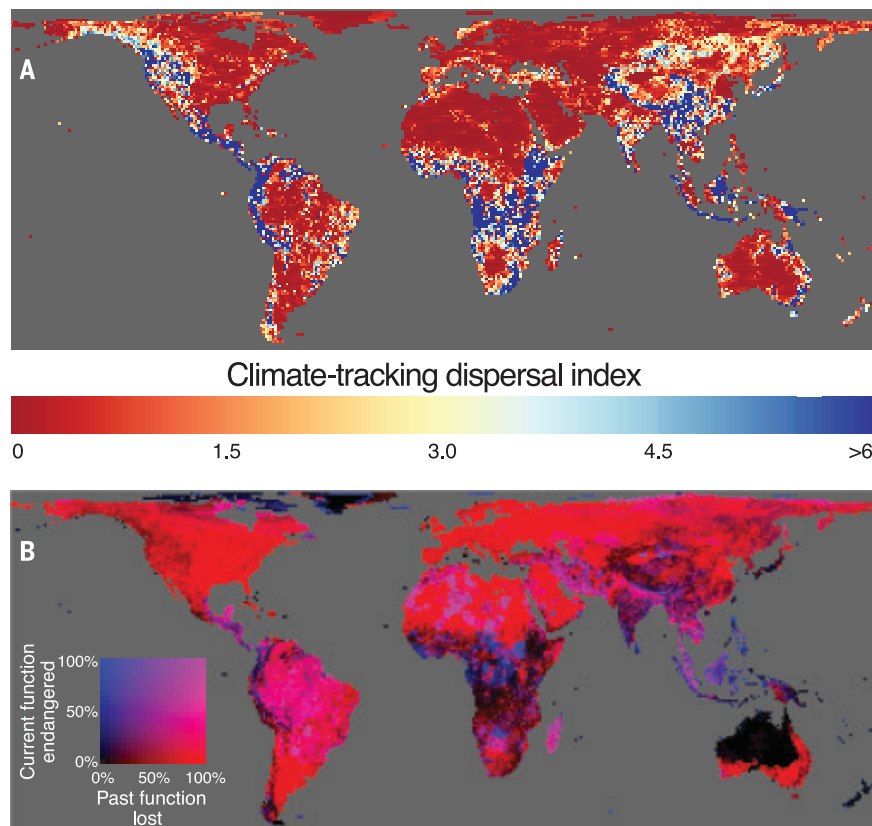 A
Climate-tracking dispersal index
0 1.5 3.0 4.5 >6
B
Current function
endangered
100%
50%
0%
0% 50% 100%
Past function
lost